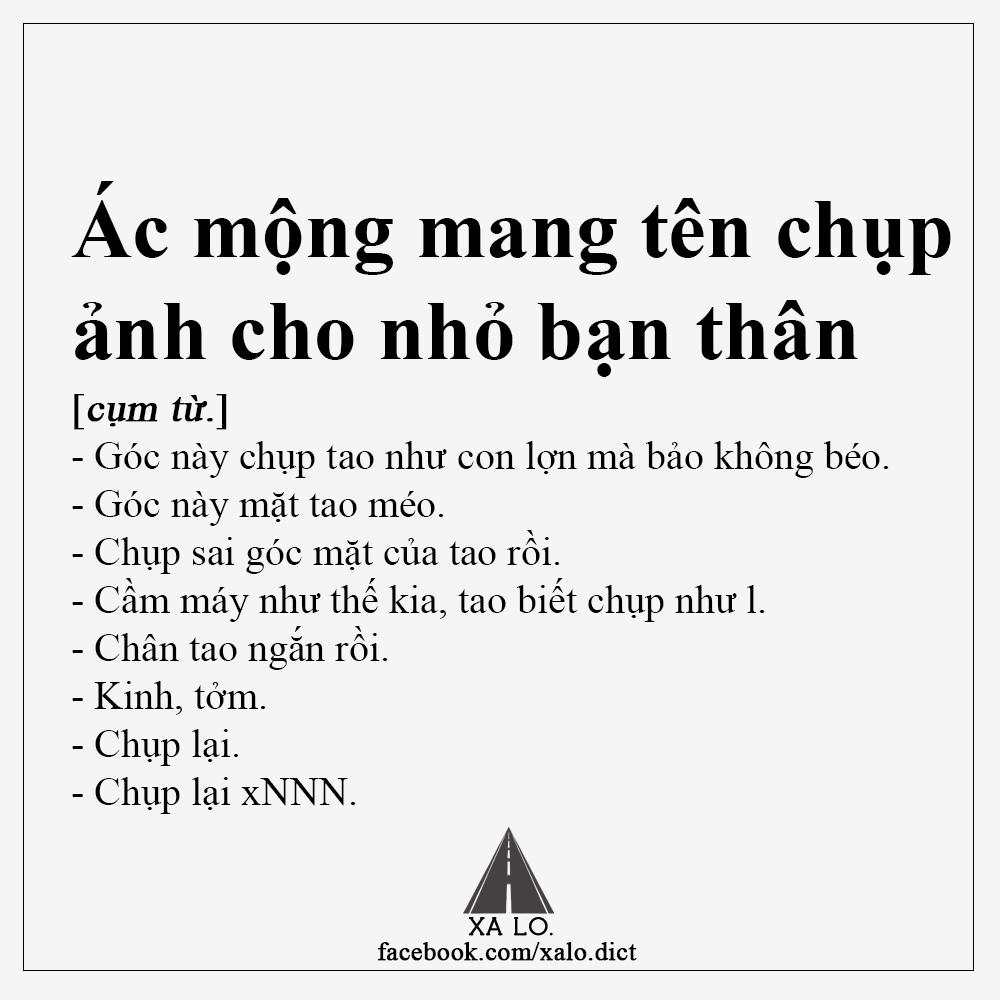 Ác mộng mang tên chụp
ảnh cho nhỏ bạn thân
[cụm từ.]
- Góc này chụp tao như con lợn mà bảo không béo.
- Góc này mặt tao méo.
- Chụp sai góc mặt của tao rồi.
- Cầm máy như thế kia, tao biết chụp như l.
- Chân tao ngắn rồi.
- Kinh, tởm.
- Chụp lại.
- Chụp lại xNNN.
XA LO.
facebook.com/xalo.dict